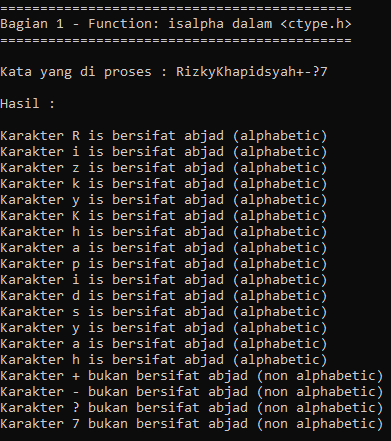 ============================================
Bagian 1 - Function: isalpha dalam <ctype.h>
============================================
Kata yang di proses : RizkyKhapidsyah+-?7
Hasil :
Karakter R is bersifat abjad (alphabetic)
Karakter i is bersifat abjad (alphabetic)
Karakter z is bersifat abjad (alphabetic)
Karakter k is bersifat abjad (alphabetic)
Karakter y is bersifat abjad (alphabetic)
Karakter K is bersifat abjad (alphabetic)
Karakter h is bersifat abjad (alphabetic)
Karakter a is bersifat abjad (alphabetic)
Karakter p is bersifat abjad (alphabetic)
Karakter i is bersifat abjad (alphabetic)
Karakter d is bersifat abjad (alphabetic)
Karakter s is bersifat abjad (alphabetic)
Karakter y is bersifat abjad (alphabetic)
Karakter a is bersifat abjad (alphabetic)
Karakter h is bersifat abjad (alphabetic)
Karakter + bukan bersifat abjad (non alphabetic)
Karakter - bukan bersifat abjad (non alphabetic)
Karakter ? bukan bersifat abjad (non alphabetic)
Karakter 7 bukan bersifat abjad (non alphabetic)